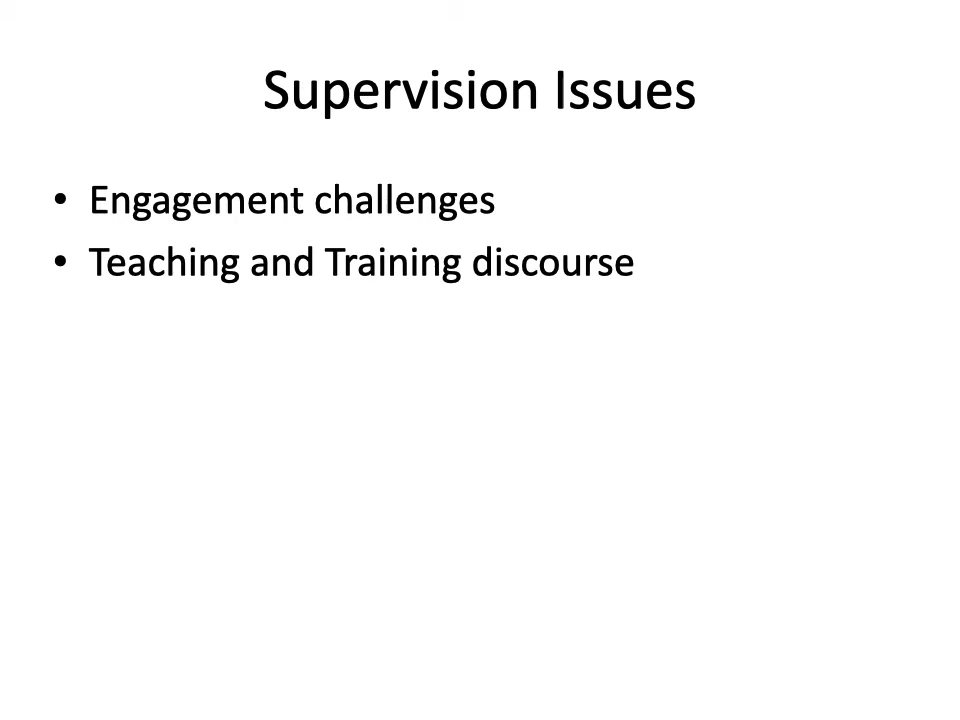 Supervision Issues
• Engagement challenges
• Teaching and Training discourse